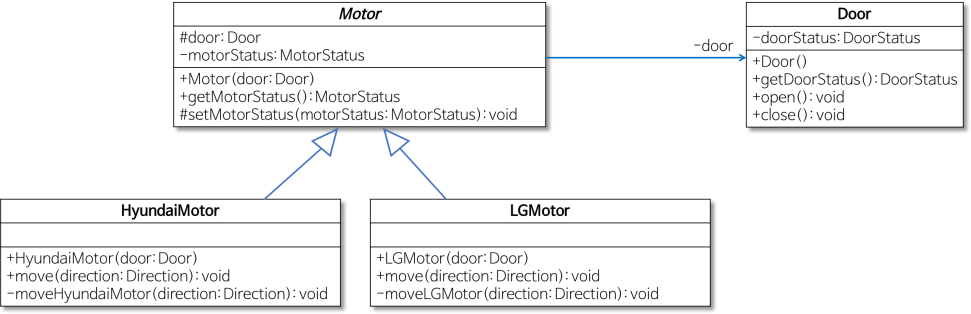 Motor
#door: Door
-motorStatus: MotorStatus
+Motor(door: Door)
+getMotorStatus(): MotorStatus
#setMotorStatus(motorStatus: MotorStatus): void
-door
Door
-doorStatus: DoorStatus
+Door()
+getDoorStatus(): DoorStatus
+open(): void
+close(): void
HyundaiMotor
+HyundaiMotor(door: Door)
+move(direction: Direction): void
-moveHyundaiMotor(direction: Direction): void
LGMotor
+LGMotor(door: Door)
+move(direction: Direction): void
-moveLGMotor(direction: Direction): void